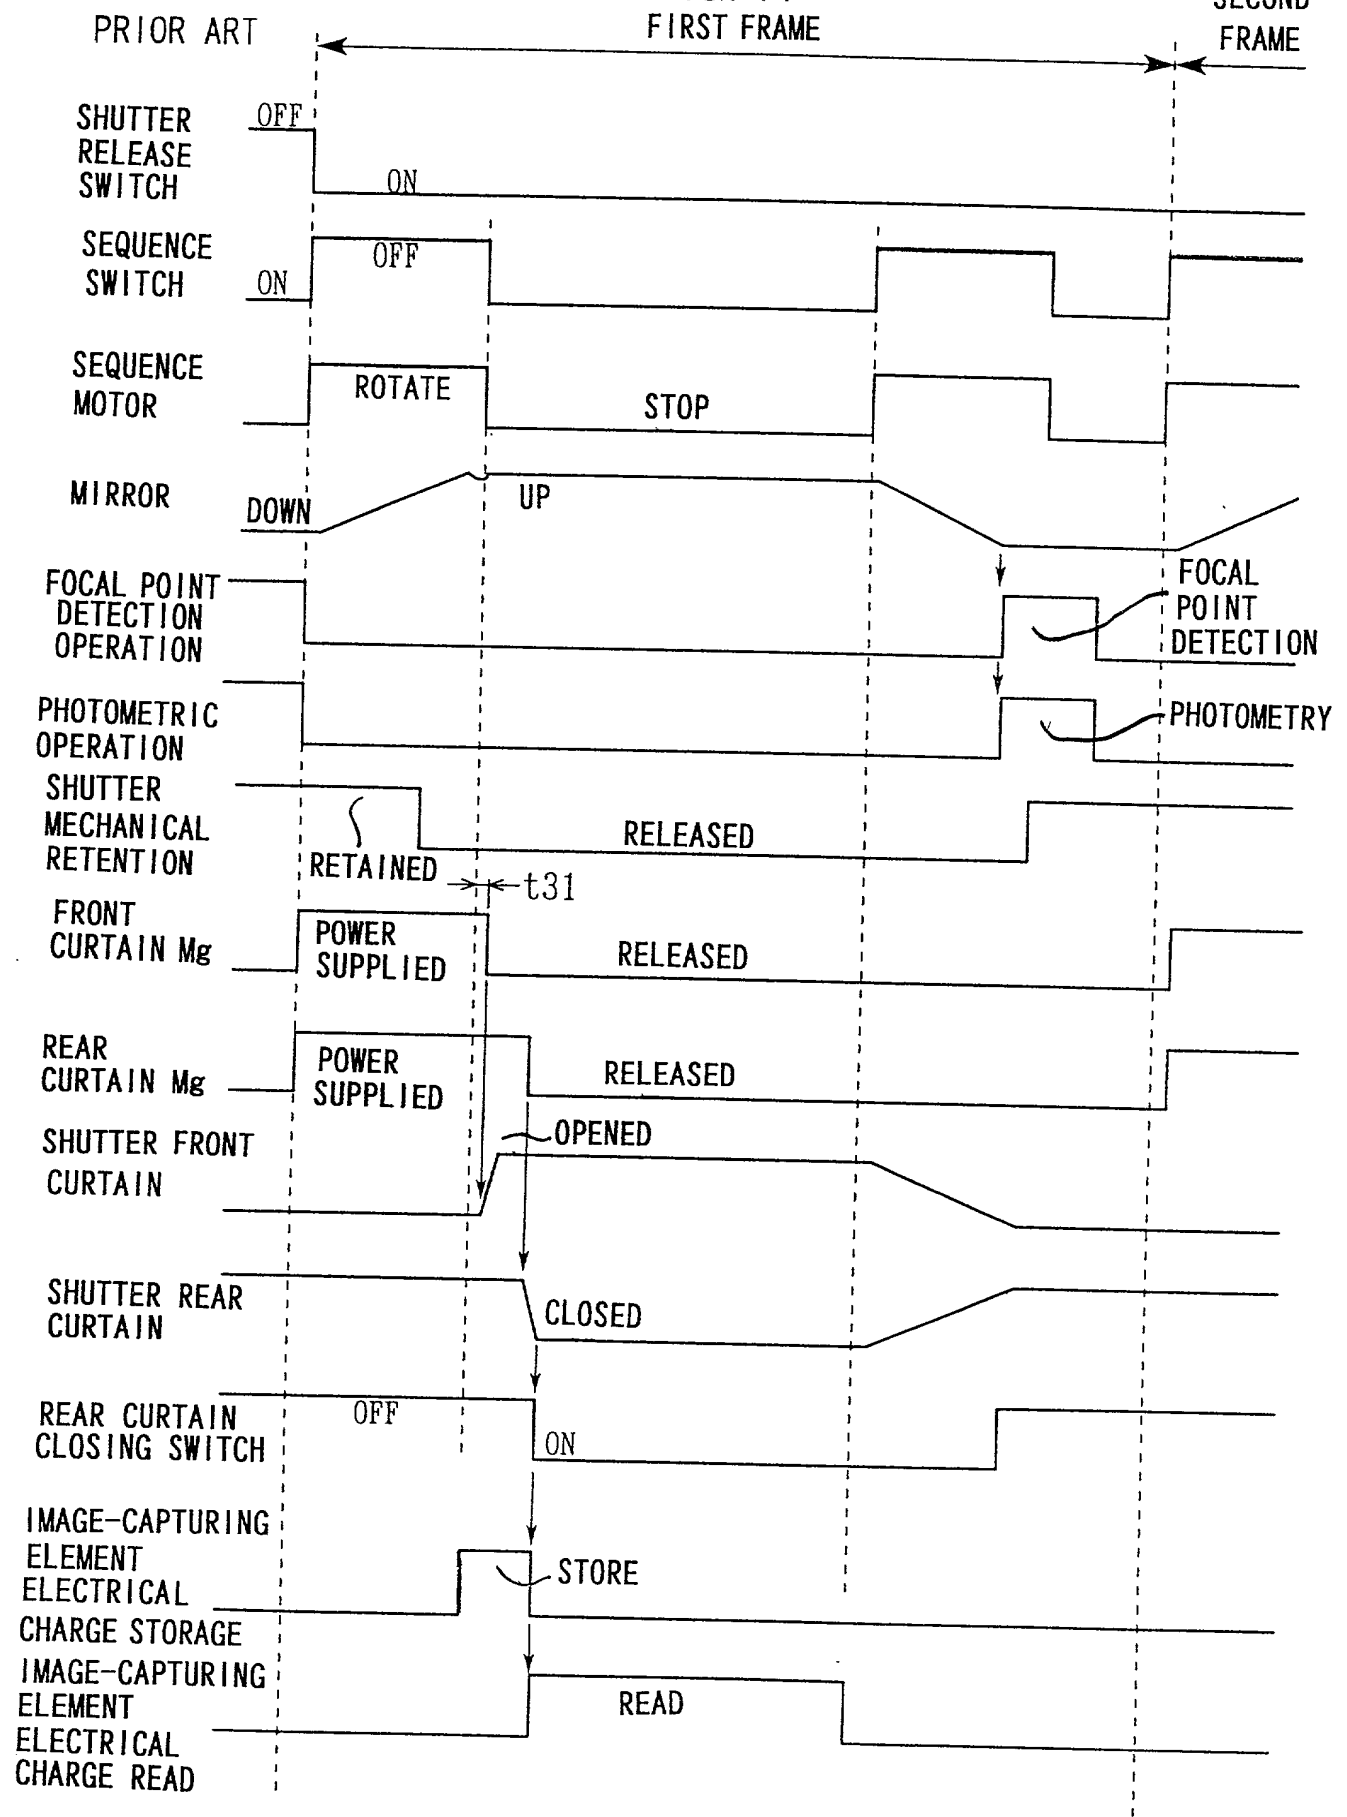 PRIOR ART
FIRST FRAME
SECOND
FRAME
SHUTTER
RELEASE
SWITCH
OFF
ON
SEQUENCE
SWITCH
ON
OFF
SEQUENCE
MOTOR
ROTATE
STOP
MIRROR
DOWN
UP
FOCAL POINT
DETECTION
OPERATION
FOCAL
POINT
DETECTION
PHOTOMETRIC
OPERATION
PHOTOMETRY
SHUTTER
MECHANICAL
RETENTION
RETAINED
RELEASED
t31
FRONT
CURTAIN Mg
POWER
SUPPLIED
RELEASED
REAR
CURTAIN Mg
POWER
SUPPLIED
RELEASED
SHUTTER FRONT
CURTAIN
OPENED
SHUTTER REAR
CURTAIN
CLOSED
REAR CURTAIN
CLOSING SWITCH
OFF
ON
IMAGE-CAPTURING
ELEMENT
ELECTRICAL
CHARGE STORAGE
STORE
IMAGE-CAPTURING
ELEMENT
ELECTRICAL
CHARGE READ
READ